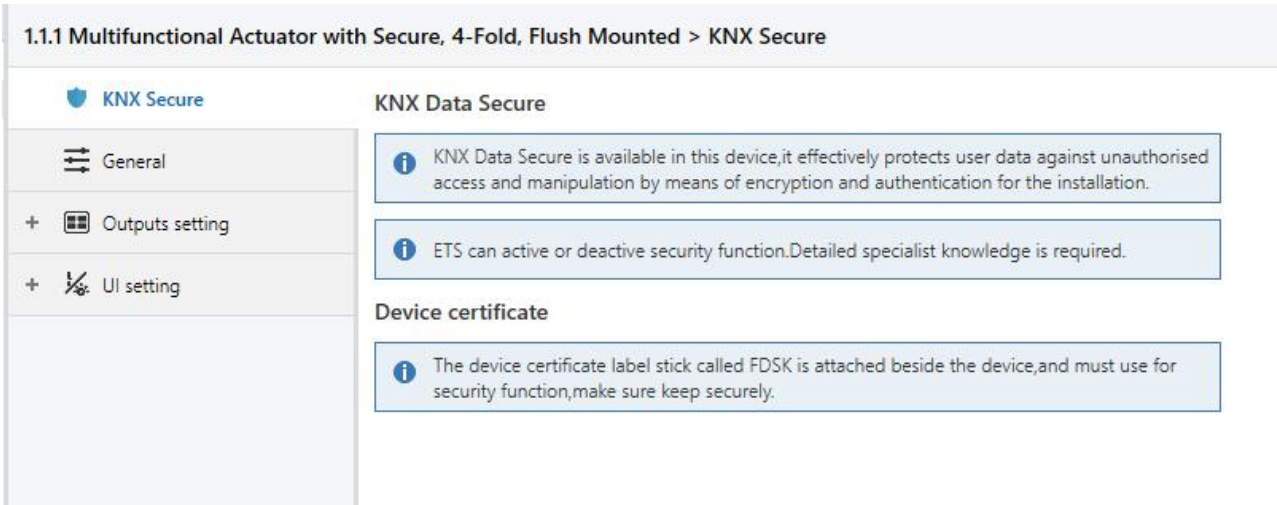 1.1.1 Multifunctional Actuator with Secure, 4-Fold, Flush Mounted > KNX Secure
KNX Secure
General
+ Outputs setting
+ UI setting
KNX Data Secure
KNX Data Secure is available in this device,it effectively protects user data against unauthorised
access and manipulation by means of encryption and authentication for the installation.
ETS can active or deactive security function.Detailed specialist knowledge is required.
Device certificate
The device certificate label stick called FDSK is attached beside the device,and must use for
security function,make sure keep securely.